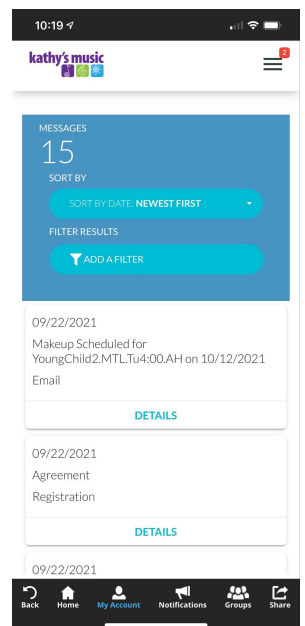 10:19
kathy's music
2
MESSAGES
15
SORT BY
SORT BY DATE: NEWEST FIRST
FILTER RESULTS
ADD A FILTER
09/22/2021
Makeup Scheduled for
YoungChild2.MTL.Tu4:00.AH on 10/12/2021
Email
DETAILS
09/22/2021
Agreement
Registration
DETAILS
09/22/2021
Back Home My Account Notifications Groups Share